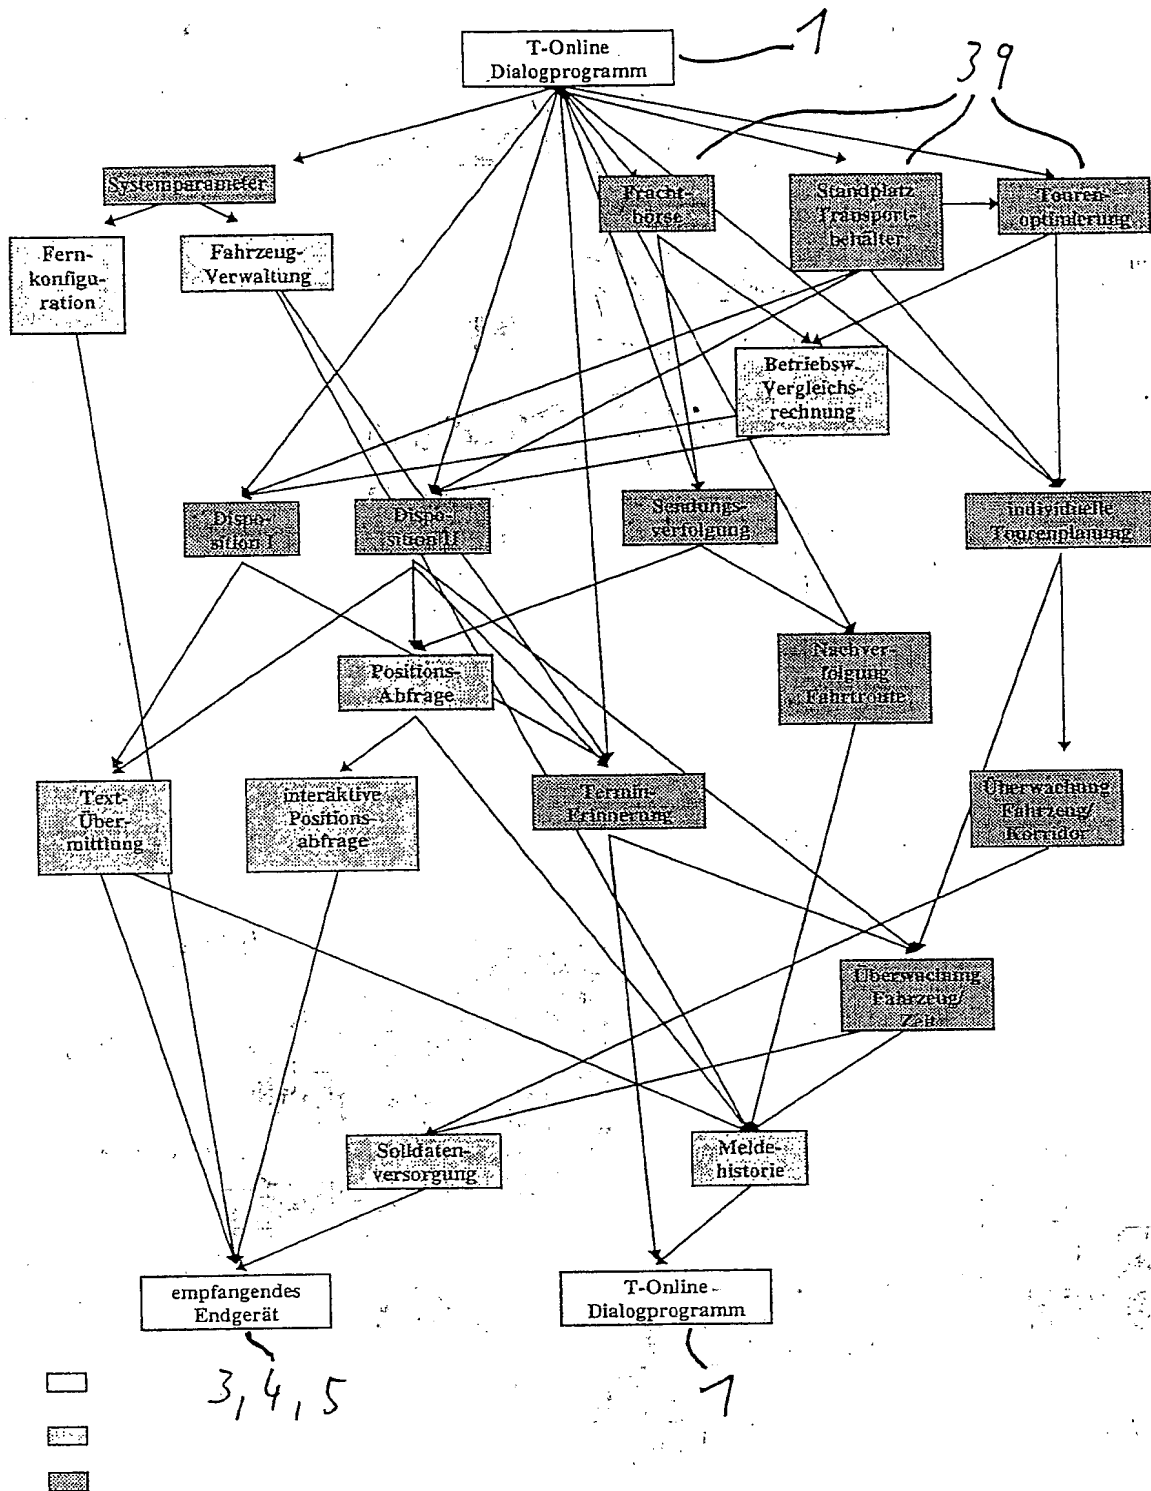 T-Online
Dialogprogramm
1
39
Systemparameter
Fracht-
börse
Standplatz
Transport-
behälter
Touren-
optimierung
Fern-
konfigu-
ration
Fahrzeug-
Verwaltung
Betriebsw.
Vergleichs-
rechnung
Dispo-
sition I
Dispo-
sition II
Sendungs-
verfolgung
individuelle
Tourenplanung
Positions-
Abfrage
Nachver-
folgung
Fahrtroute
Text-
Über-
mittlung
interaktive
Positions-
abfrage
Termin-
Erinnerung
Überwachung
Fahrzeug/
Korridor
Überwachung
Fahrzeug/
Zeit
Solldaten-
versorgung
Melde-
historie
empfangendes
Endgerät
T-Online -
Dialogprogramm
3, 4, 5
1